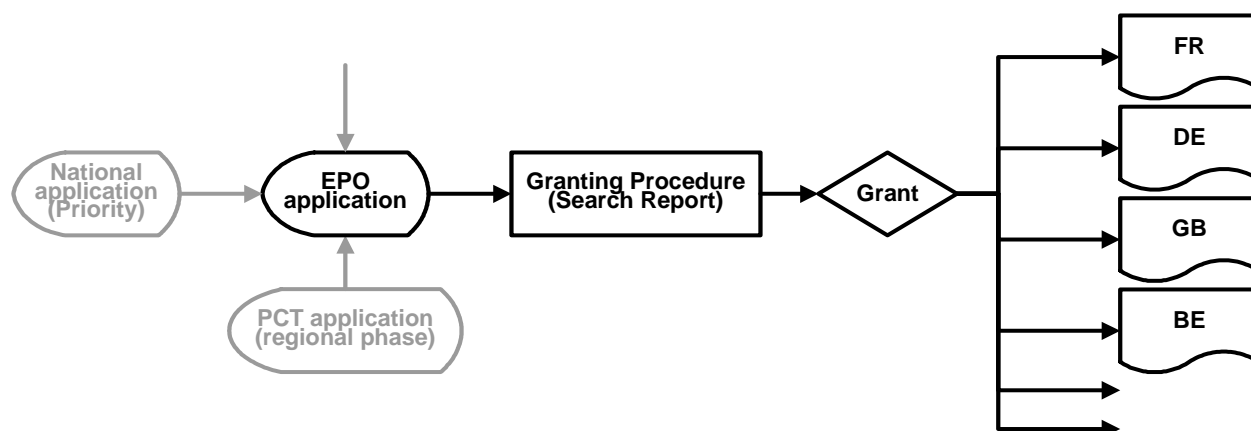 National
application
(Priority)
EPO
application
PCT application
(regional phase)
Granting Procedure
(Search Report)
Grant
FR
DE
GB
BE